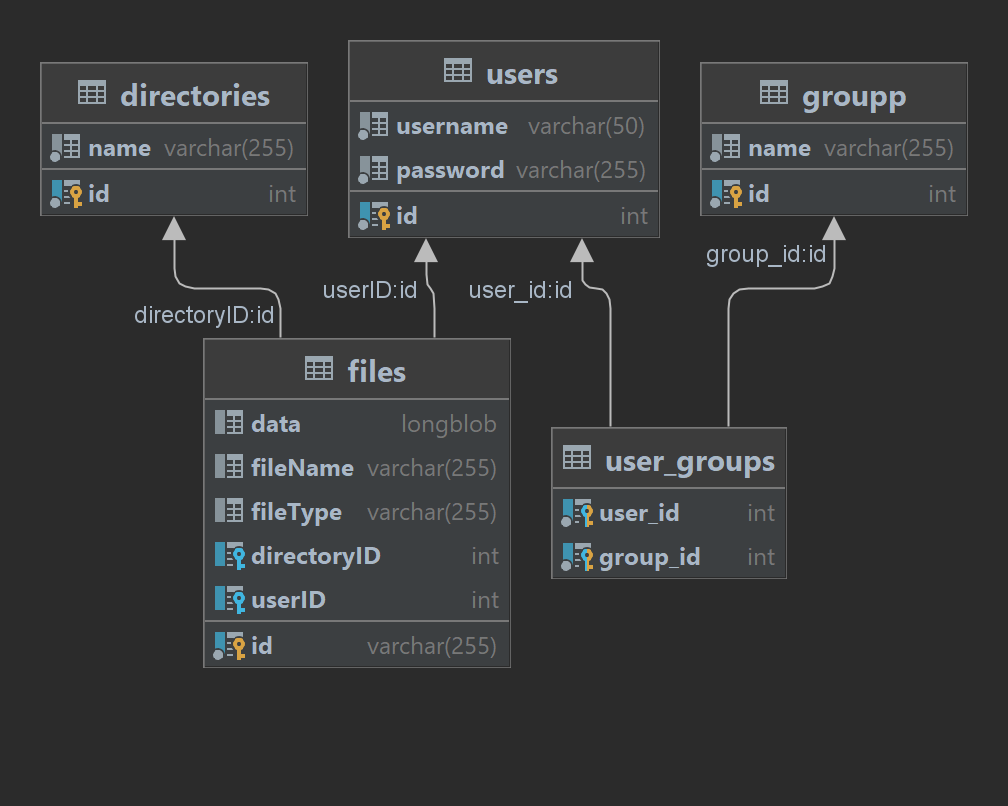 directories
name varchar(255)
id int
users
username varchar(50)
password varchar(255)
id int
groupp
name varchar(255)
id int
directoryID:id
userID:id
user_id:id
group_id:id
files
data longblob
fileName varchar(255)
fileType varchar(255)
directoryID int
userID int
id varchar(255)
user_groups
user_id int
group_id int